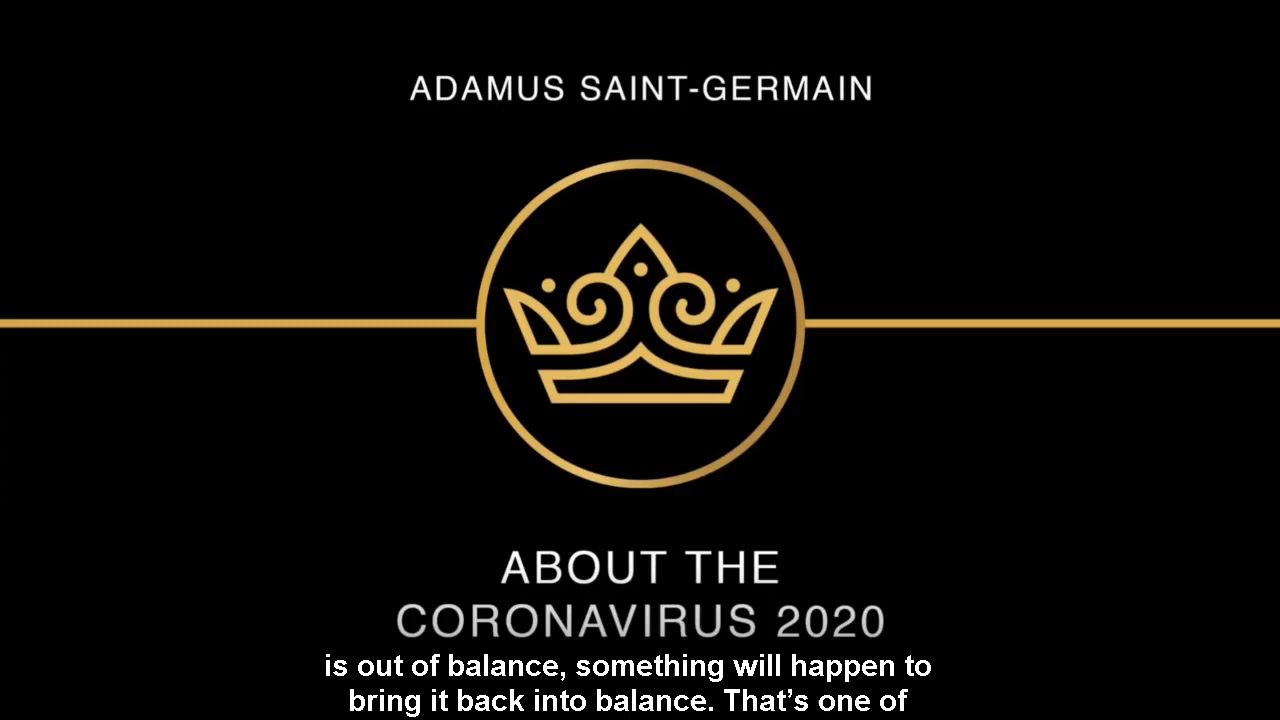 ADAMUS SAINT-GERMAIN
ABOUT THE
CORONAVIRUS 2020
is out of balance, something will happen to
bring it back into balance. That’s one of